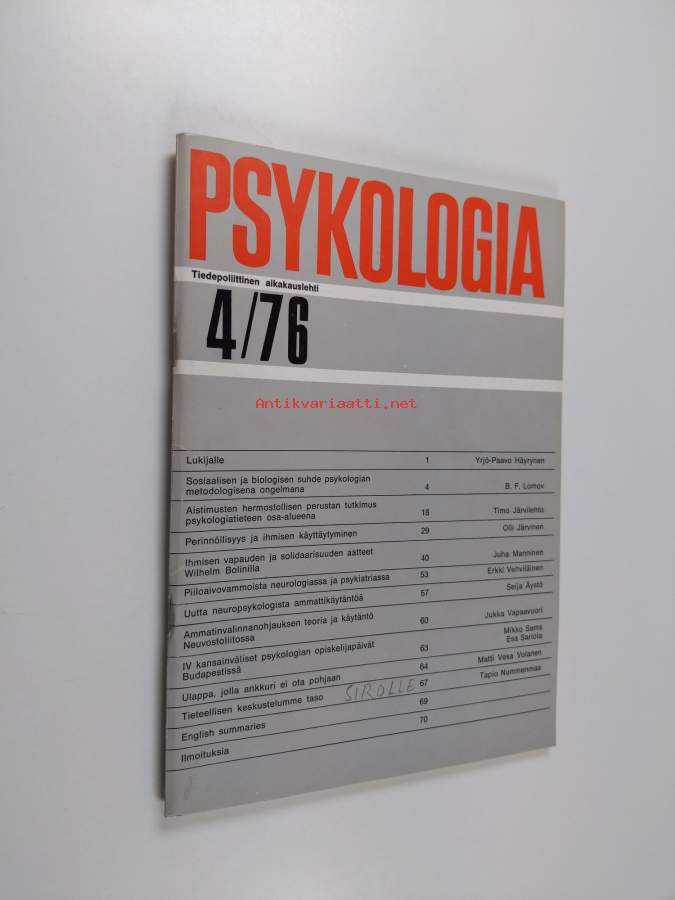 PSYKOLOGIA
Tiedepoliittinen aikakauslehti
4/76
Antikvariaatti.net
Lukijalle 1 Yrjö-Paavo Häyrynen
Sosiaalisen ja biologisen suhde psykologian
metodologisena ongelmana 4 B. F. Lomov
Aistimusten hermostollisen perustan tutkimus
psykologiatieteen osa-alueena 18 Timo Järvilehto
Perinnöllisyys ja ihmisen käyttäytyminen 29 Olli Järvinen
Ihmisen vapauden ja solidaarisuuden aatteet
Wilhelm Bolinilla 40 Juha Manninen
Piiloaivovammoista neurologiassa ja psykiatriassa 53 Erkki Vehviläinen
Uutta neuropsykologista ammattikäytäntöä 57 Seija Äystö
Ammatinvalinnanohjauksen teoria ja käytäntö
Neuvostoliitossa 60 Jukka Vapaavuori
IV kansainväliset psykologian opiskelijapäivät
Budapestissä 63 Mikko Sams
Esa Sariola
Ulappa, jolla ankkuri ei ota pohjaan 64 Matti Vesa Volanen
Tieteellisen keskustelumme taso 67 Tapio Nummenmaa
SIROLLE
English summaries 69
Ilmoituksia 70